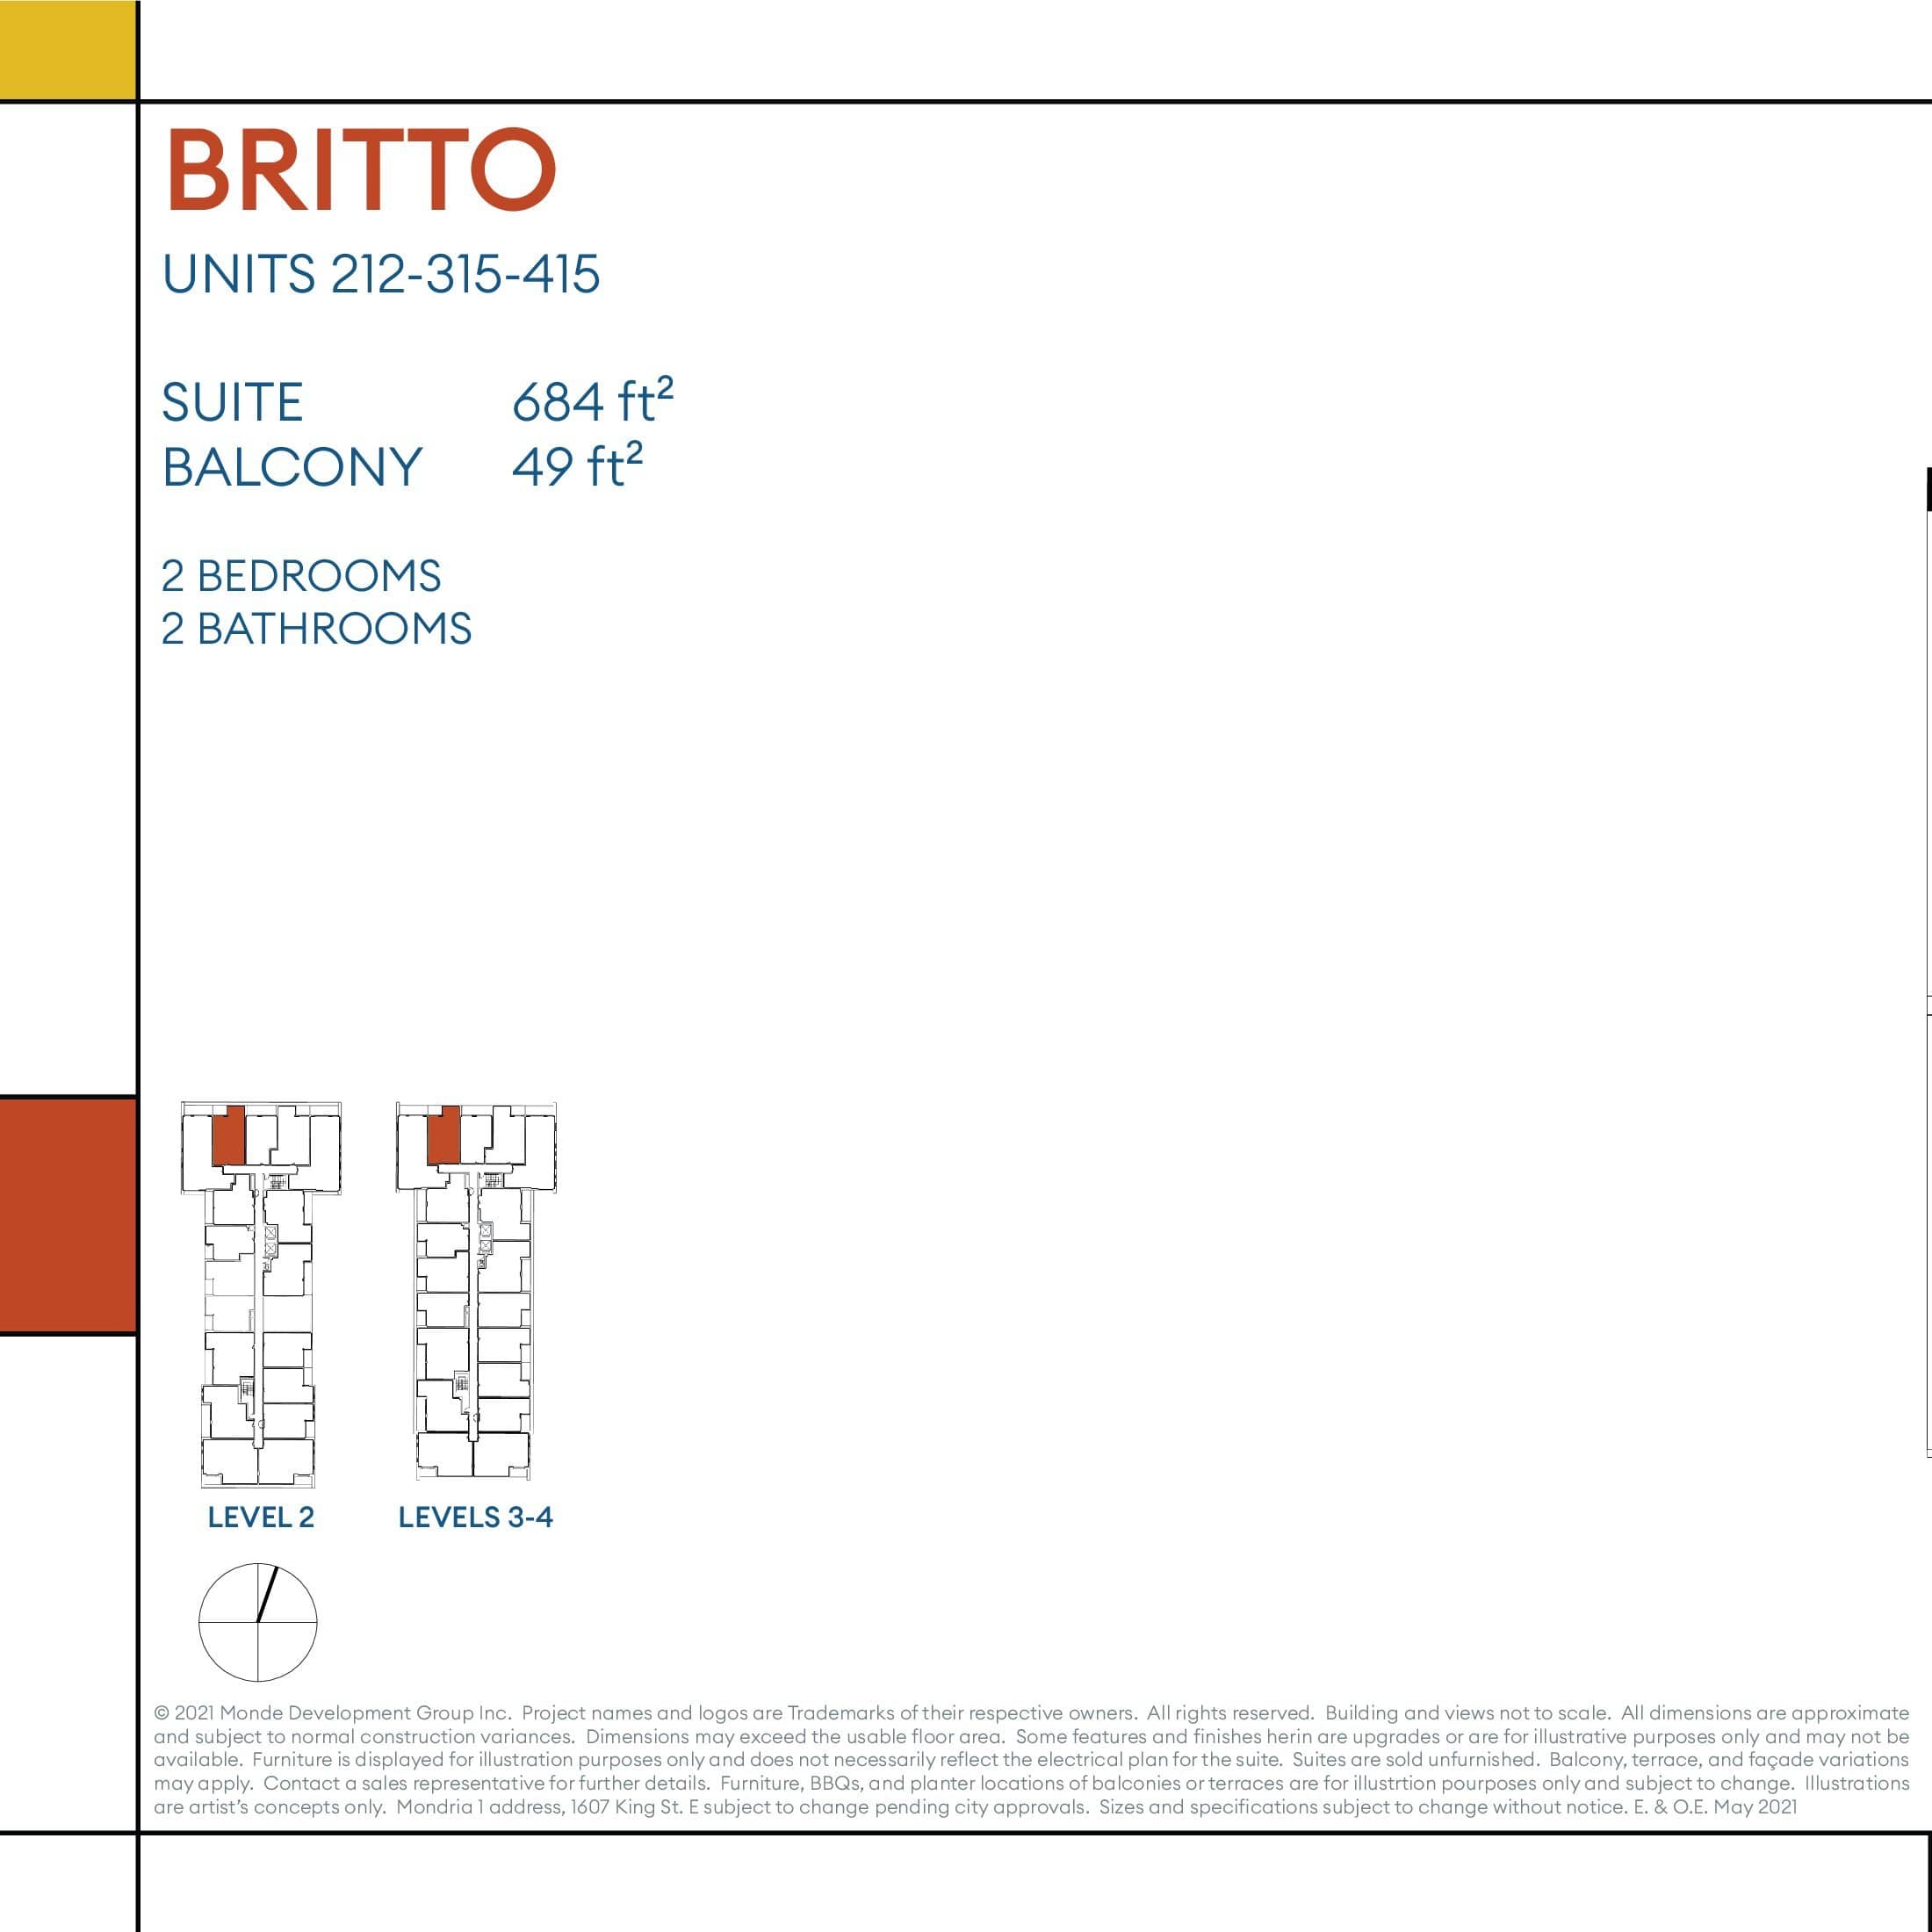 BRITTO
UNITS 212-315-415
SUITE 684 ft²
BALCONY 49 ft²
2 BEDROOMS
2 BATHROOMS
LEVEL 2
LEVELS 3-4
© 2021 Monde Development Group Inc. Project names and logos are Trademarks of their respective owners. All rights reserved. Building and views not to scale. All dimensions are approximate
and subject to normal construction variances. Dimensions may exceed the usable floor area. Some features and finishes herin are upgrades or are for illustrative purposes only and may not be
available. Furniture is displayed for illustration purposes only and does not necessarily reflect the electrical plan for the suite. Suites are sold unfurnished. Balcony, terrace, and façade variations
may apply. Contact a sales representative for further details. Furniture, BBQs, and planter locations of balconies or terraces are for illustrtion pourposes only and subject to change. Illustrations
are artist's concepts only. Mondria 1 address, 1607 King St. E subject to change pending city approvals. Sizes and specifications subject to change without notice. E. & O.E. May 2021